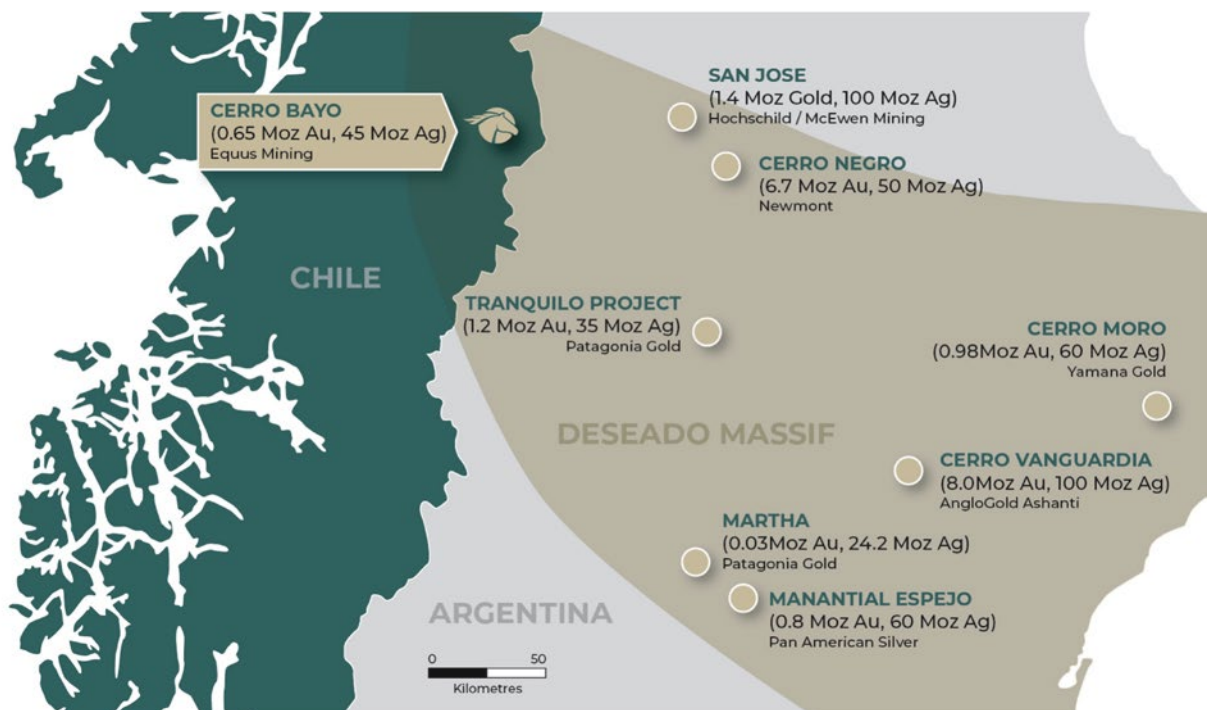 SAN JOSE
(1.4 Moz Gold, 100 Moz Ag)
Hochschild / McEwen Mining
CERRO BAYO
(0.65 Moz Au, 45 Moz Ag)
Equus Mining
CERRO NEGRO
(6.7 Moz Au, 50 Moz Ag)
Newmont
CHILE
TRANQUILO PROJECT
(1.2 Moz Au, 35 Moz Ag)
Patagonia Gold
CERRO MORO
(0.98Moz Au, 60 Moz Ag)
Yamana Gold
DESEADO MASSIF
CERRO VANGUARDIA
(8.0Moz Au, 100 Moz Ag)
AngloGold Ashanti
MARTHA
(0.03Moz Au, 24.2 Moz Ag)
Patagonia Gold
MANANTIAL ESPEJO
(0.8 Moz Au, 60 Moz Ag)
Pan American Silver
ARGENTINA
0 50
Kilometres